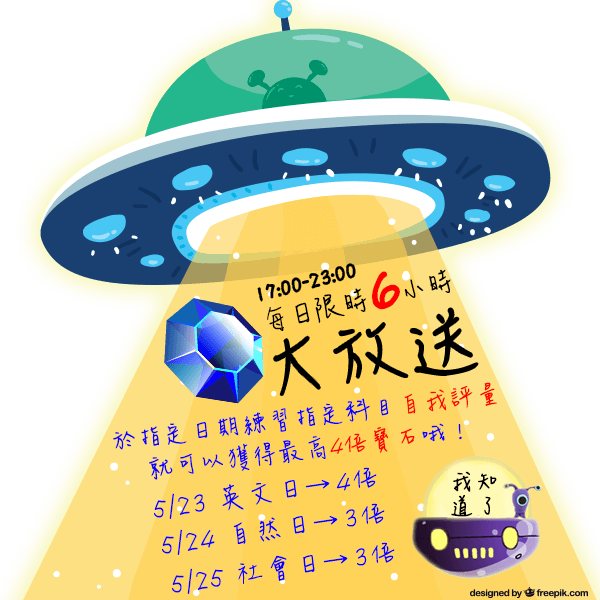 17:00-23:00
每日限時6小時
大放送
於指定日期練習指定科目自我評量
就可以獲得最高4倍寶石哦！
5/23 英文日→4倍
5/24 自然日→3倍
5/25 社會日→3倍
我知
道了
designed by freepik.com